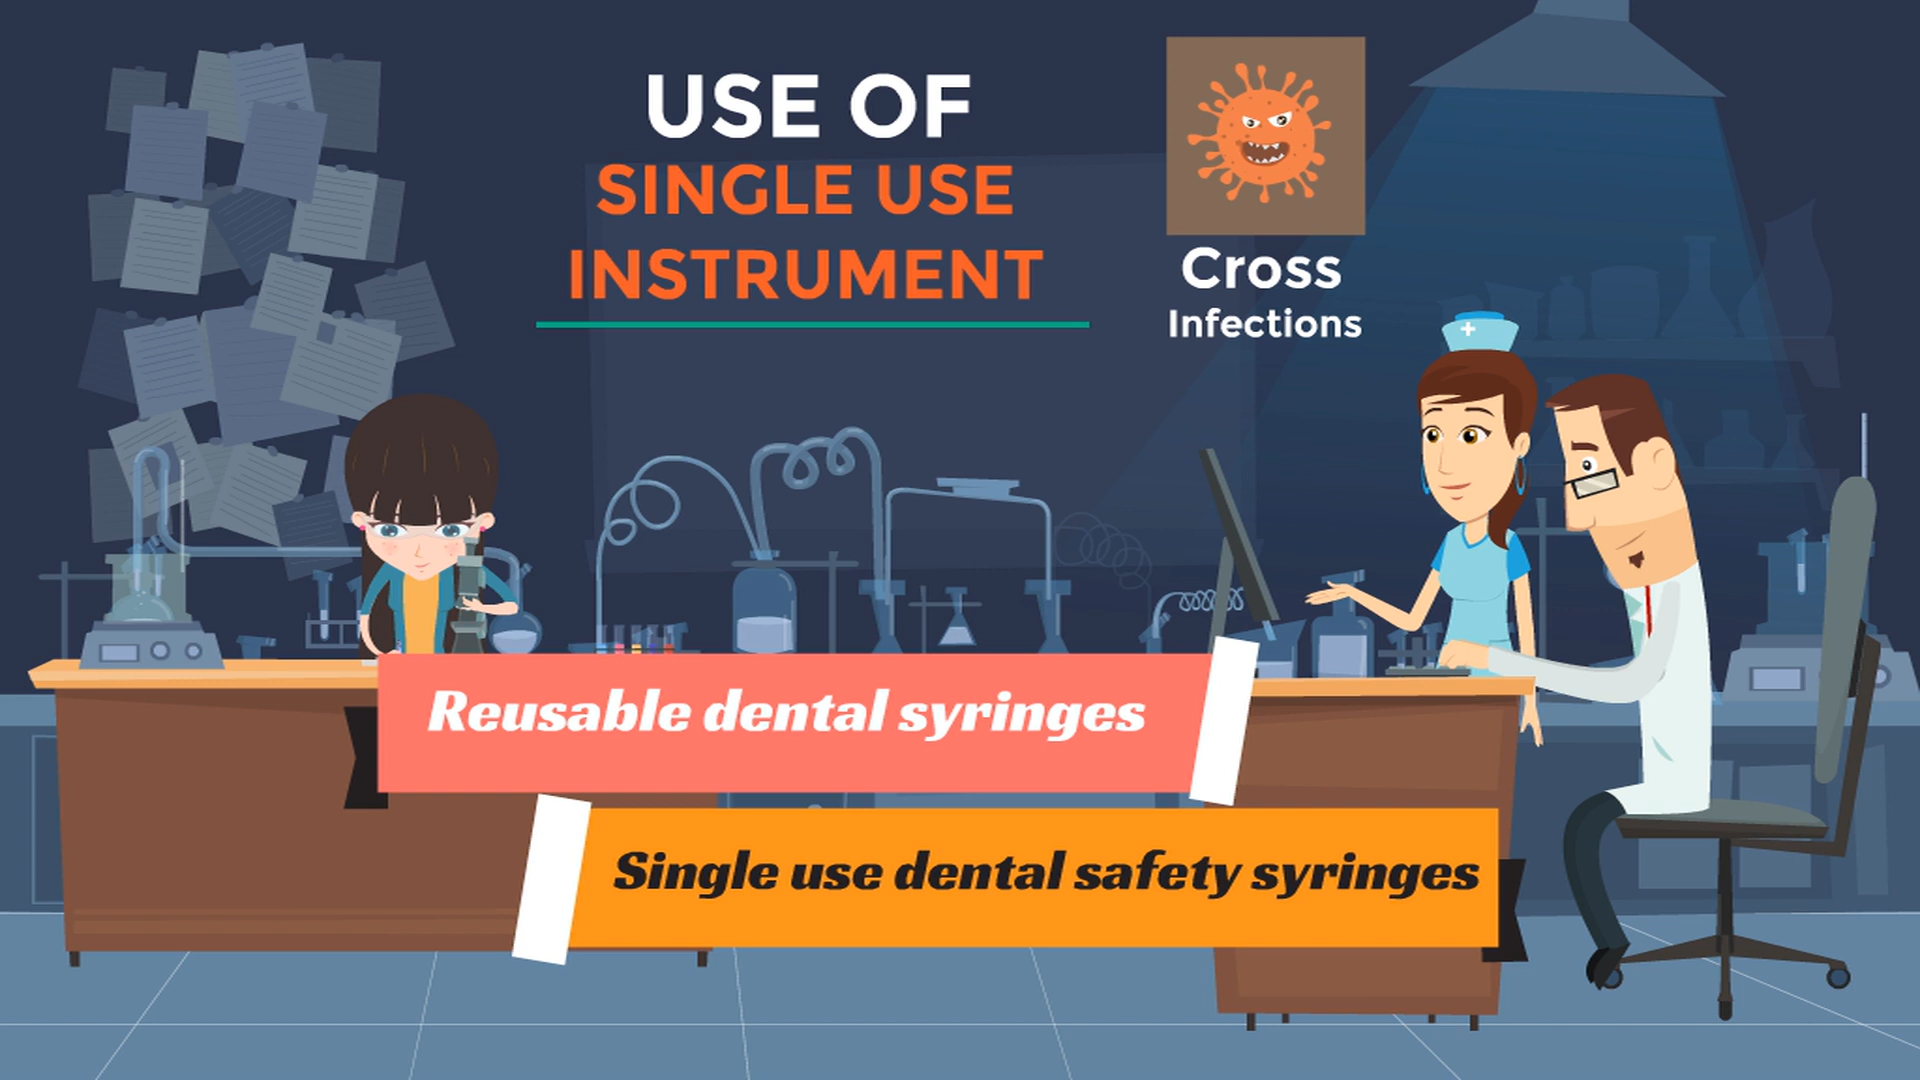 USE OF
SINGLE USE
INSTRUMENT
Cross
Infections
Reusable dental syringes
Single use dental safety syringes